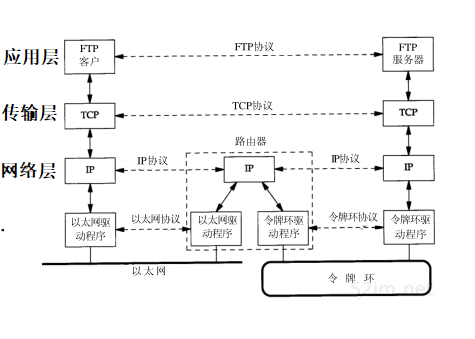 应用层
FTP
客户
FTP协议
FTP
服务器
传输层
TCP
TCP协议
TCP
路由器
网络层
IP
IP协议
IP
IP协议
IP
以太网驱
动程序
以太网协议
以太网驱
动程序
令牌环驱
动程序
令牌环协议
令牌环驱
动程序
以太网
令牌环
52im.net